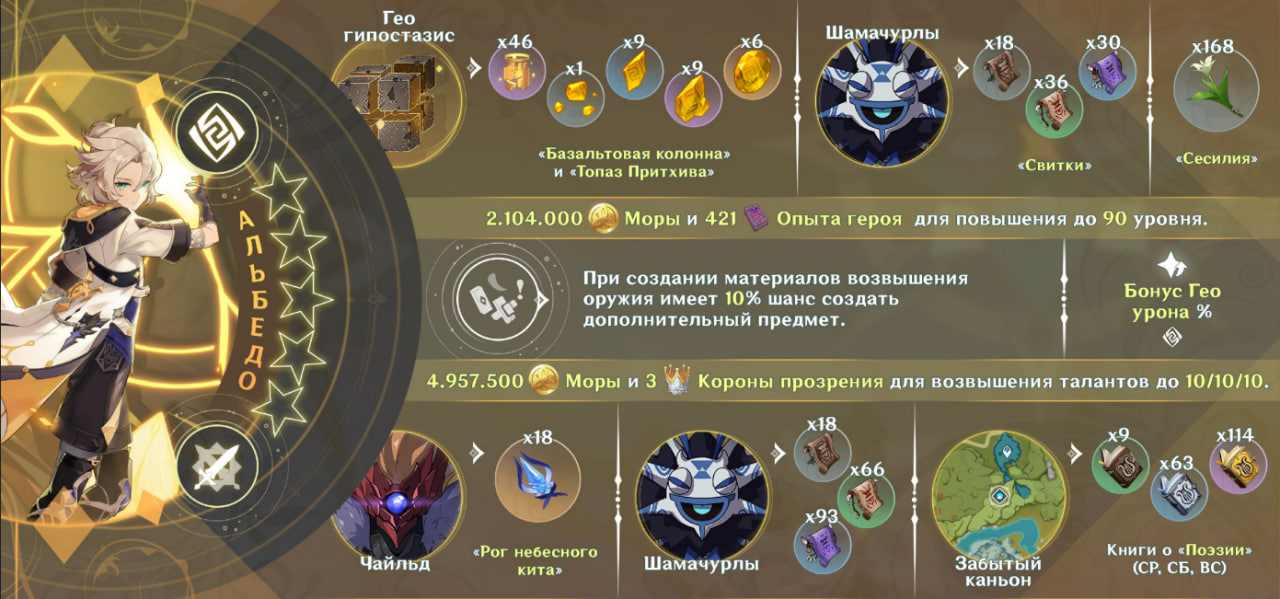 АЛЬБЕДО
Гео
гипостазис
x46
x1
x9
x9
x6
«Базальтовая колонна»
и «Топаз Притхива»
Шамачурлы
x18
x36
x30
«Свитки»
x168
«Сесилия»
2.104.000 Моры и 421 Опыта героя для повышения до 90 уровня.
При создании материалов возвышения
оружия имеет 10% шанс создать
дополнительный предмет.
Бонус Гео
урона %
4.957.500 Моры и 3 Короны прозрения для возвышения талантов до 10/10/10.
Чайльд
x18
«Рог небесного
кита»
Шамачурлы
x18
x66
x93
Забытый
каньон
x9
x63
x114
Книги о «Поэзии»
(СР, СБ, ВС)